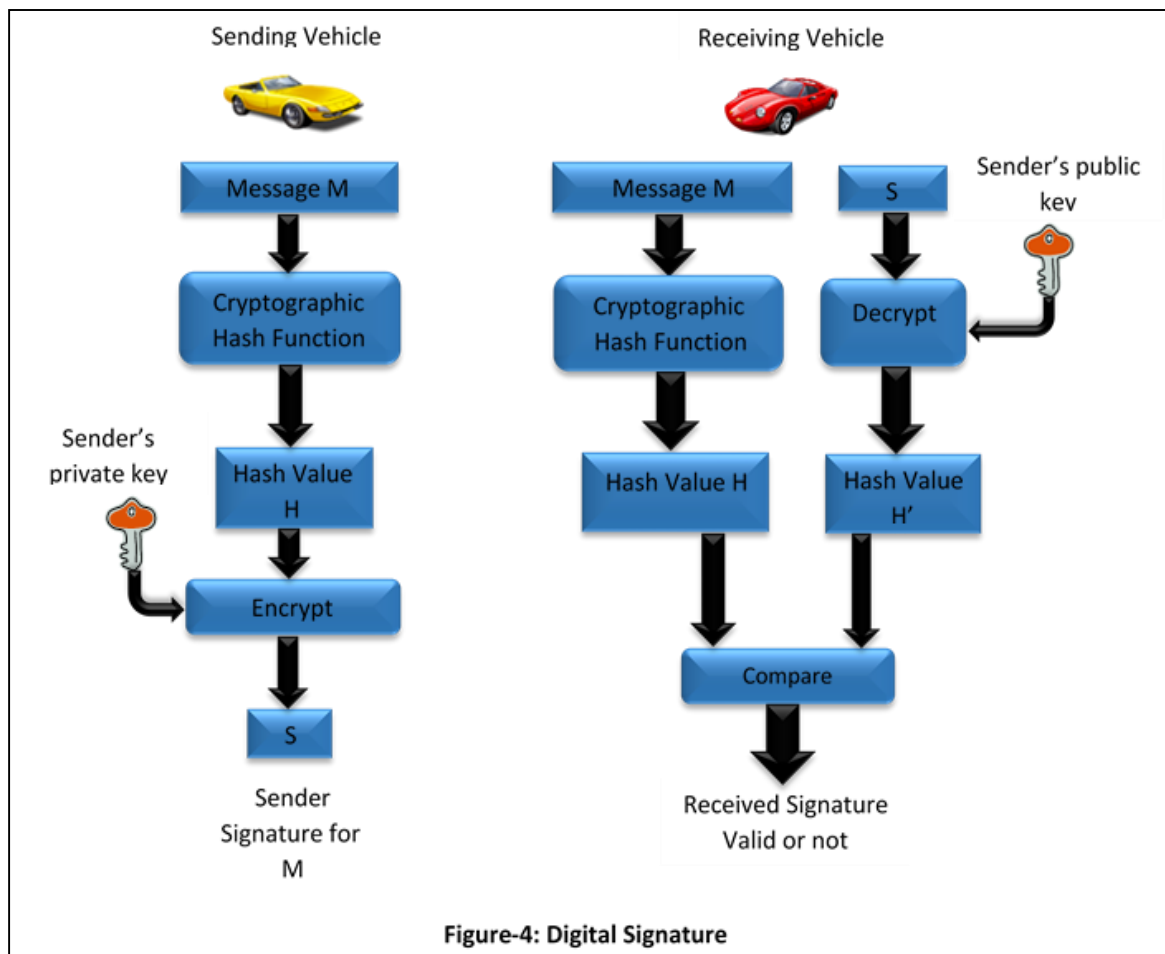 Sending Vehicle
Message M
Cryptographic
Hash Function
Sender's
private key
Hash Value
H
Encrypt
S
Sender
Signature for
M
Receiving Vehicle
Message M
Cryptographic
Hash Function
Hash Value H
S
Sender's public
key
Decrypt
Hash Value
H'
Compare
Received Signature
Valid or not
Figure-4: Digital Signature